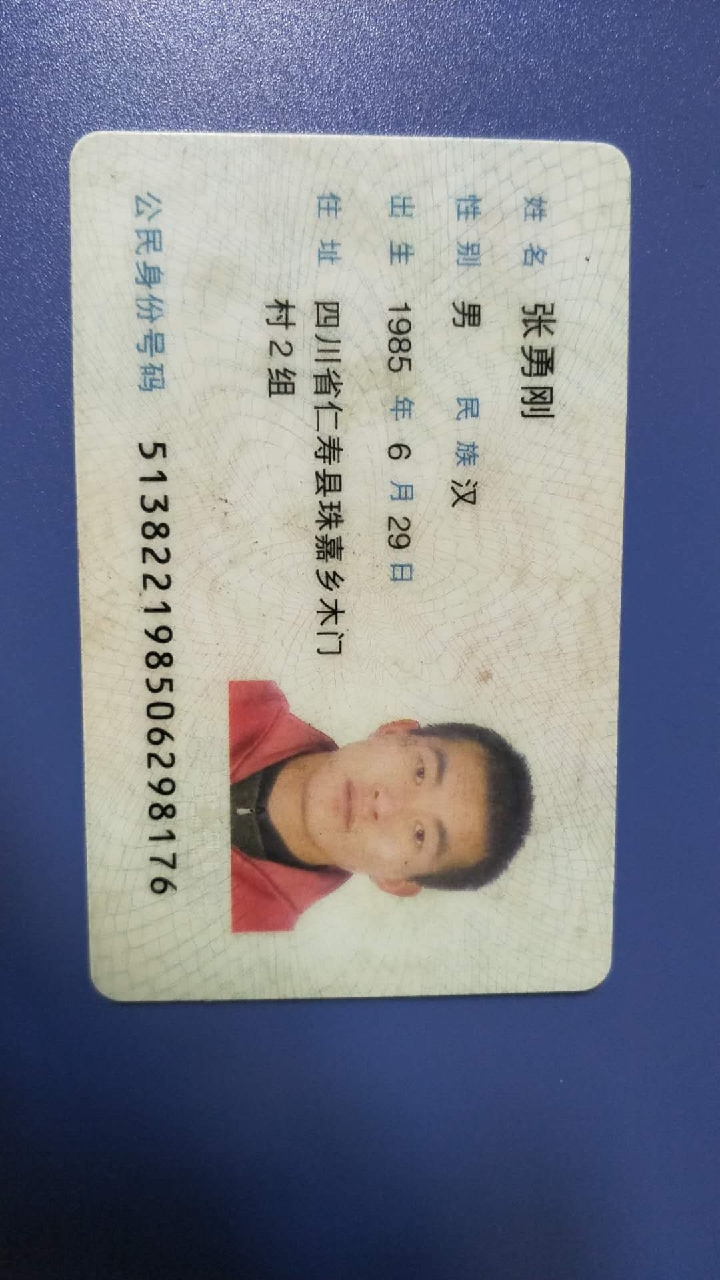 姓名 张勇刚
性别 男 民族 汉
出生 1985 年 6 月 29 日
住址 四川省仁寿县珠嘉乡木门
村2组
公民身份号码 513822198506298176